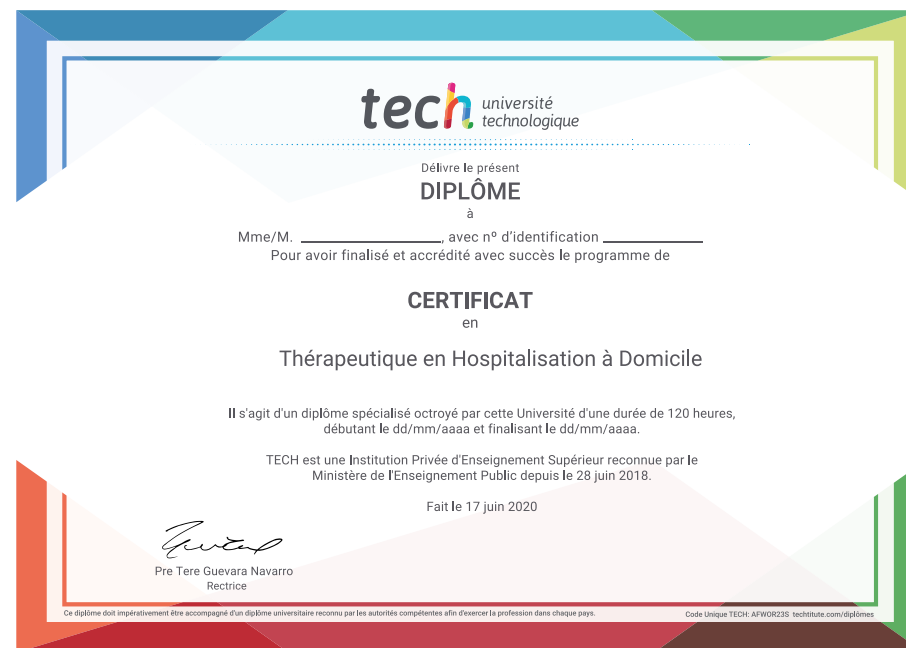 tech université
technologique
Délivre le présent
DIPLÔME
à
Mme/M. ____________________, avec nº d'identification ______________
Pour avoir finalisé et accrédité avec succès le programme de
CERTIFICAT
en
Thérapeutique en Hospitalisation à Domicile
Il s'agit d'un diplôme spécialisé octroyé par cette Université d'une durée de 120 heures,
débutant le dd/mm/aaaa et finalisant le dd/mm/aaaa.
TECH est une Institution Privée d'Enseignement Supérieur reconnue par le
Ministère de l'Enseignement Public depuis le 28 juin 2018.
Fait le 17 juin 2020
Pre Tere Guevara Navarro
Rectrice
Ce diplôme doit impérativement être accompagné d'un diplôme universitaire reconnu par les autorités compétentes afin d'exercer la profession dans chaque pays.
Code Unique TECH: AFWOR23S techtitute.com/diplômes